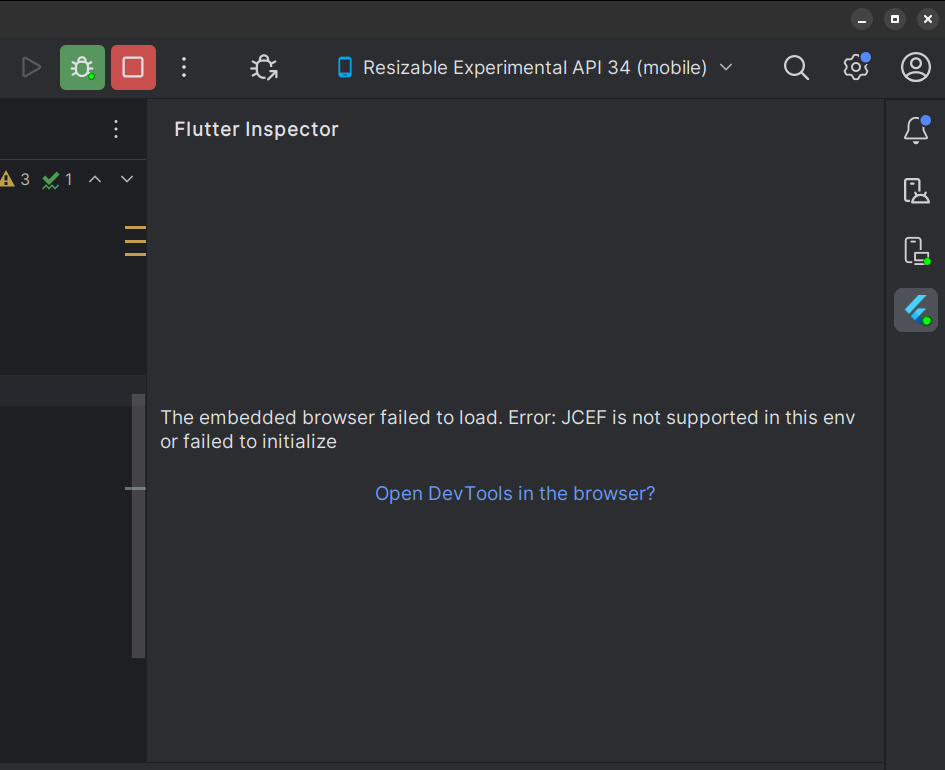 Resizable Experimental API 34 (mobile)
Flutter Inspector
3 1
The embedded browser failed to load. Error: JCEF is not supported in this env
or failed to initialize
Open DevTools in the browser?